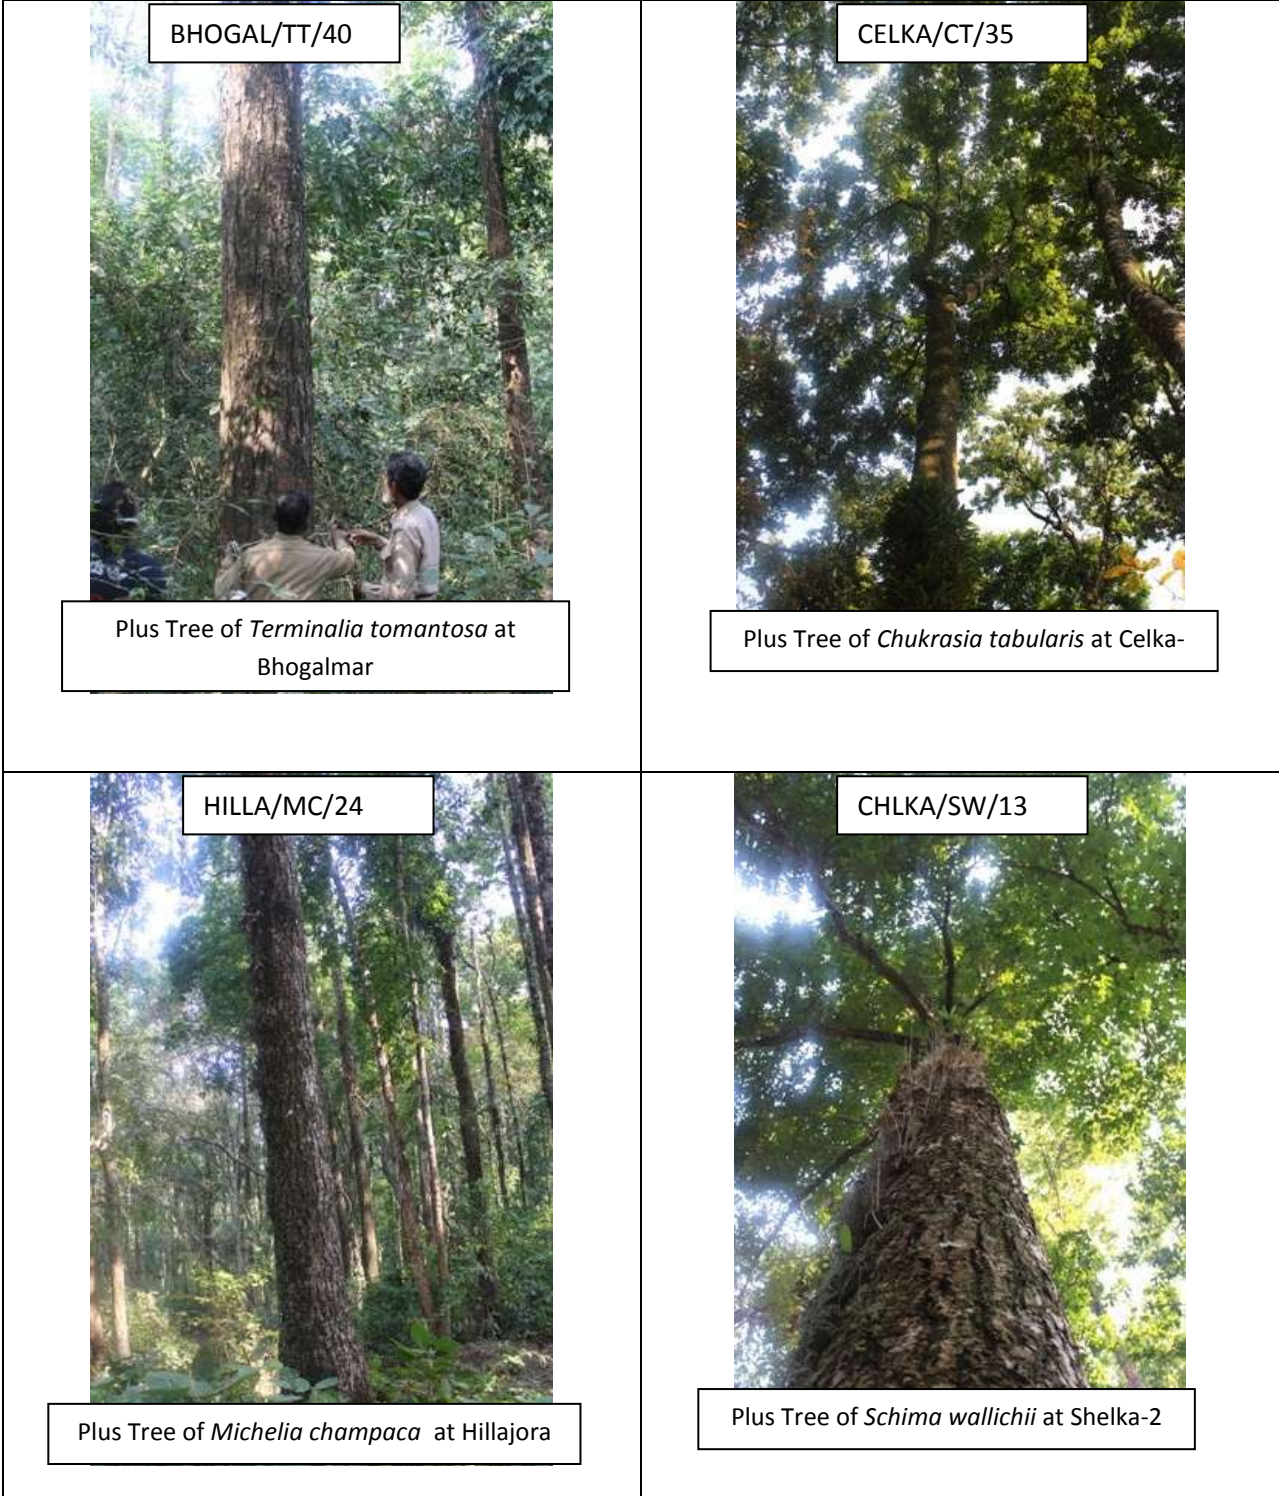 BHOGAL/TT/40
CELKA/CT/35
Plus Tree of Terminalia tomantosa at
Bhogalmar
Plus Tree of Chukrasia tabularis at Celka-
HILLA/MC/24
CHLKA/SW/13
Plus Tree of Michelia champaca at Hillajora
Plus Tree of Schima wallichii at Shelka-2